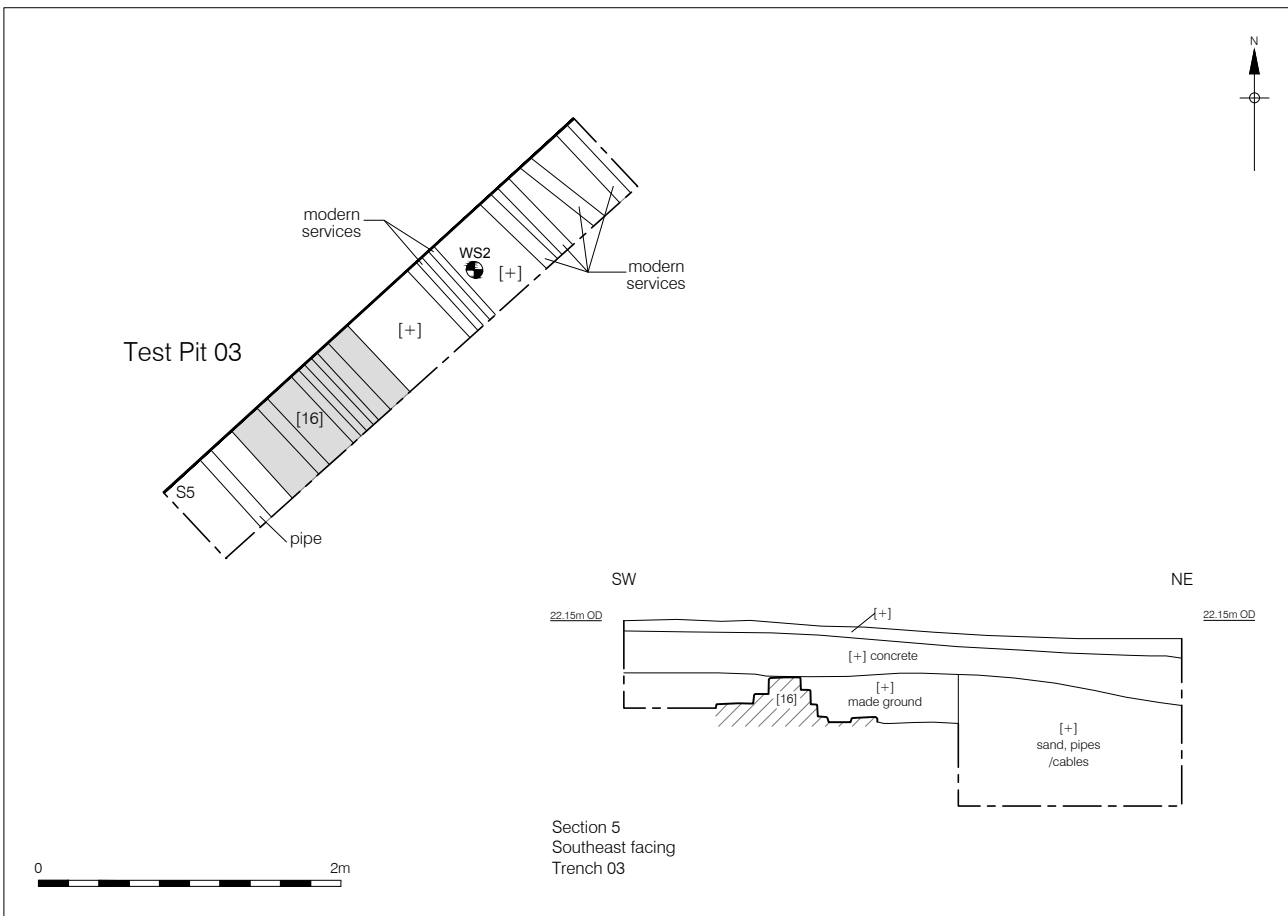 N
modern
services
WS2
[+]
modern
services
[+]
Test Pit 03
[16]
S5
pipe
SW
NE
22.15m OD
22.15m OD
[+]
[+] concrete
[+]
made ground
[16]
[+]
sand, pipes
/cables
Section 5
Southeast facing
Trench 03
0
2m